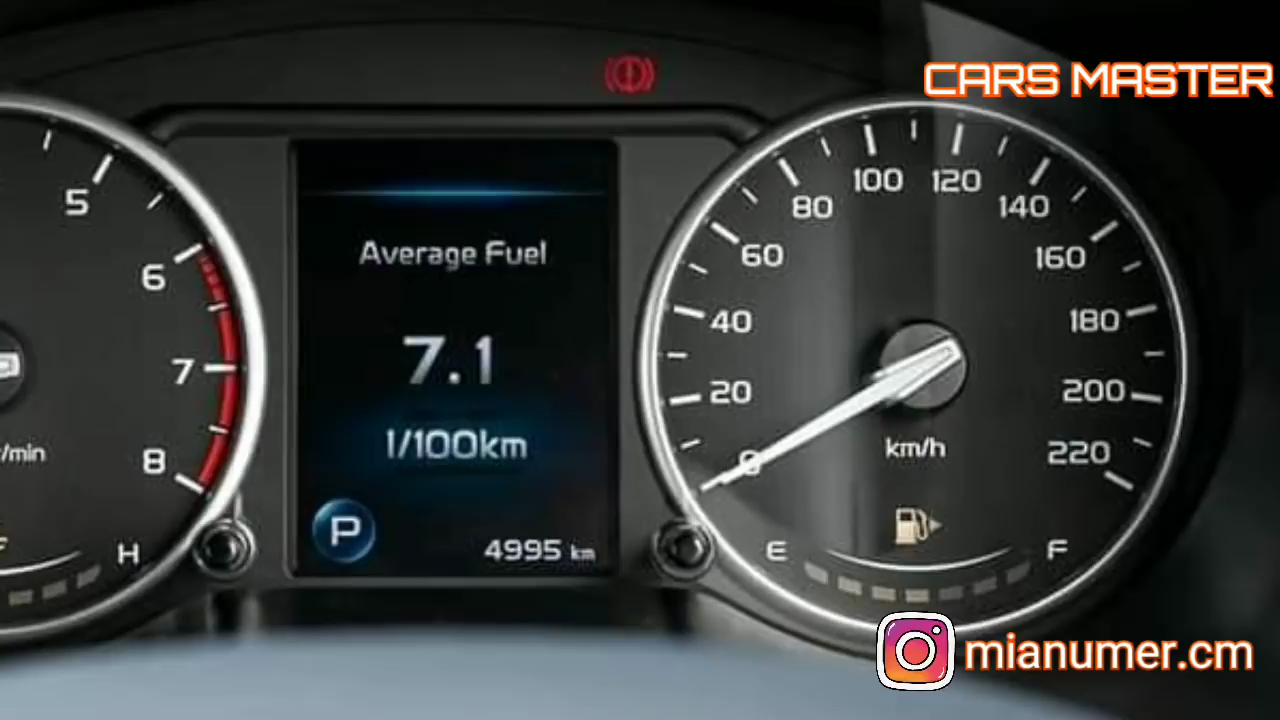 CARS MASTER
5
6
7
8
/min
H
Average Fuel
7.1
1/100km
P
4995 km
0
20
40
60
80
100
120
140
160
180
200
220
km/h
E
F
mianumer.cm